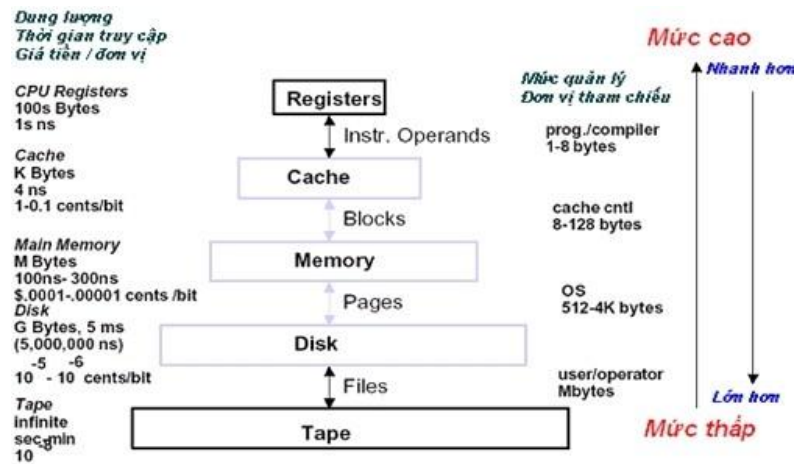 Dung lượng
Thời gian truy cập
Giá tiền / đơn vị
CPU Registers
100s Bytes
1s ns
Cache
K Bytes
4 ns
1-0.1 cents/bit
Main Memory
M Bytes
100ns- 300ns
$.0001-.00001 cents /bit
Disk
G Bytes, 5 ms
(5,000,000 ns)
-5 -6
10 - 10 cents/bit
Tape
infinite
sec-min
-8
10
Registers
Instr. Operands
Cache
Blocks
Memory
Pages
Disk
Files
Tape
Mức quản lý
Đơn vị tham chiếu
prog./compiler
1-8 bytes
cache cntl
8-128 bytes
OS
512-4K bytes
user/operator
Mbytes
Mức cao
Nhanh hơn
Lớn hơn
Mức thấp